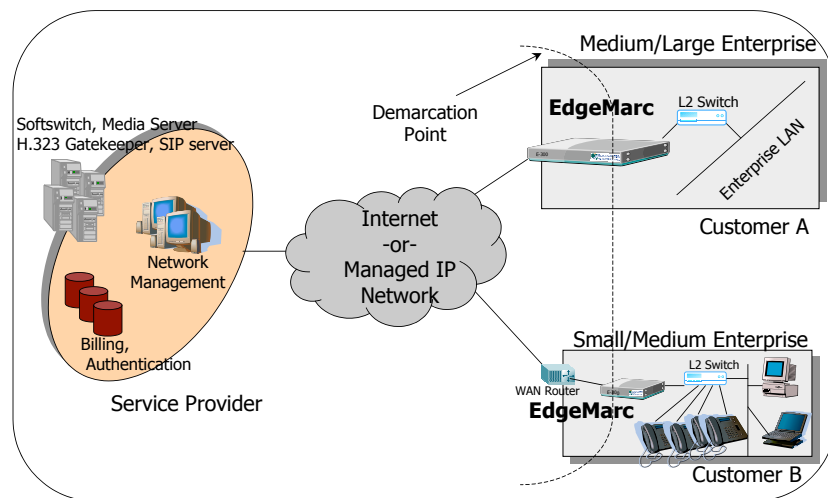 Medium/Large Enterprise
Demarcation
Point
EdgeMarc
L2 Switch
Enterprise LAN
Customer A
Softswitch, Media Server
H.323 Gatekeeper, SIP server
Network
Management
Billing,
Authentication
Service Provider
Internet
-or-
Managed IP
Network
Small/Medium Enterprise
L2 Switch
WAN Router
EdgeMarc
Customer B